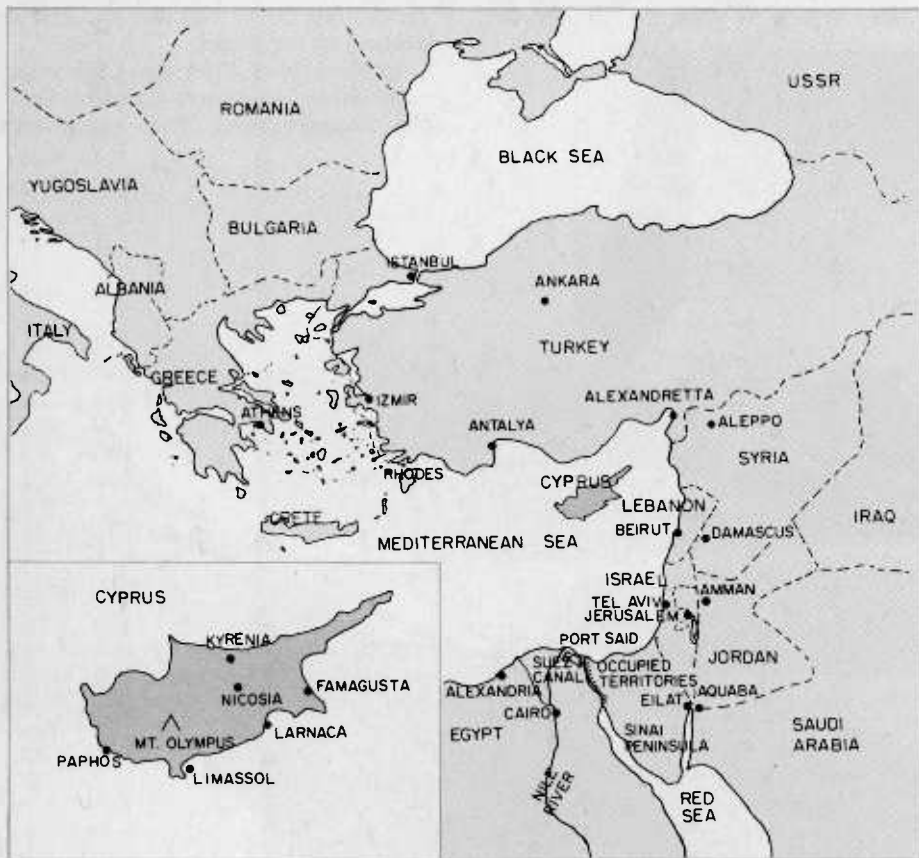 USSR
ROMANIA
BLACK SEA
YUGOSLAVIA
BULGARIA
ISTANBUL
ALBANIA
ANKARA
ITALY
TURKEY
GREECE
IZMIR
ALEXANDRETTA
ATHENS
ALEPPO
ANTALYA
SYRIA
RHODES
CYPRUS
LEBANON
CRETE
IRAQ
BEIRUT
DAMASCUS
MEDITERRANEAN SEA
ISRAEL
AMMAN
TEL AVIV
JERUSALEM
PORT SAID
JORDAN
SUEZ
CANAL
OCCUPIED
TERRITORIES
ALEXANDRIA
EILAT
AQUABA
CAIRO
EGYPT
SINAI
PENINSULA
SAUDI
ARABIA
NILE
RIVER
RED
SEA
CYPRUS
KYRENIA
NICOSIA
FAMAGUSTA
LARNACA
MT. OLYMPUS
PAPHOS
LIMASSOL